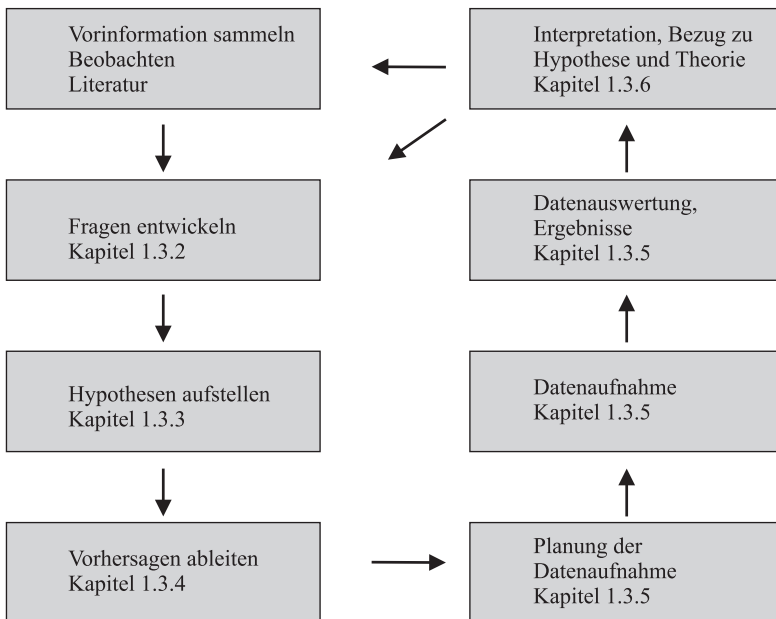 Vorinformation sammeln
Beobachten
Literatur
Fragen entwickeln
Kapitel 1.3.2
Hypothesen aufstellen
Kapitel 1.3.3
Vorhersagen ableiten
Kapitel 1.3.4
Planung der
Datenaufnahme
Kapitel 1.3.5
Datenaufnahme
Kapitel 1.3.5
Datenauswertung,
Ergebnisse
Kapitel 1.3.5
Interpretation, Bezug zu
Hypothese und Theorie
Kapitel 1.3.6